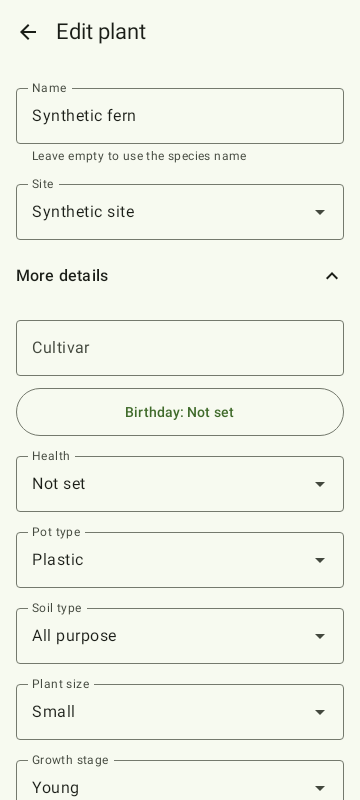 Edit plant
Name
Synthetic fern
Leave empty to use the species name
Site
Synthetic site
More details
Cultivar
Birthday: Not set
Health
Not set
Pot type
Plastic
Soil type
All purpose
Plant size
Small
Growth stage
Young